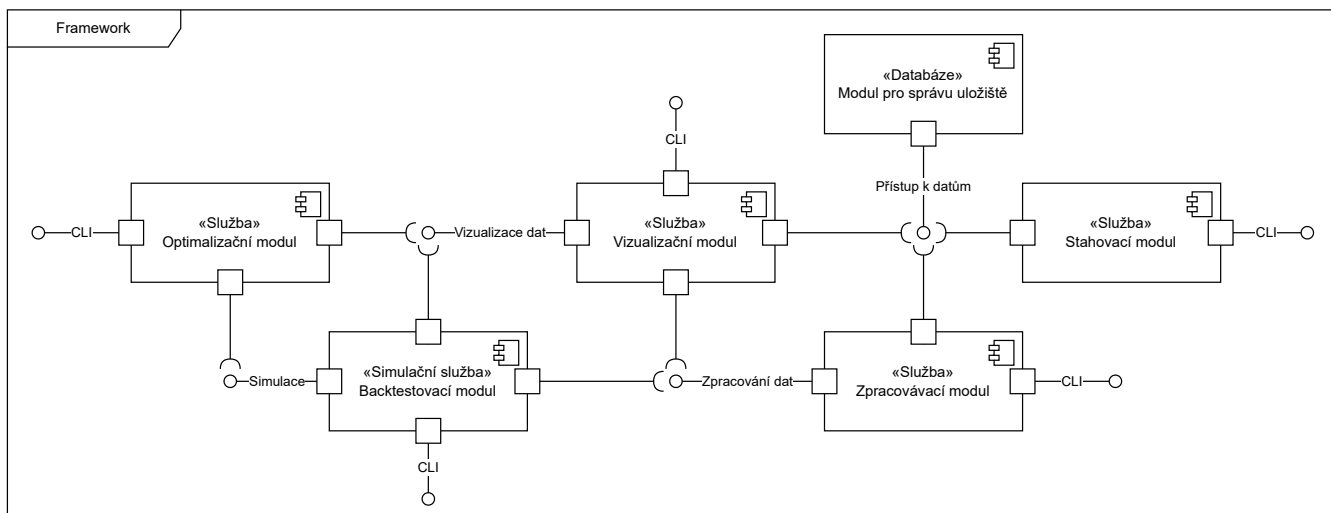 Framework
«Databáze»
Modul pro správu uložiště
CLI
Přístup k datům
«Služba»
Optimalizační modul
«Služba»
Vizualizační modul
«Služba»
Stahovací modul
CLI
Vizualizace dat
CLI
«Simulační služba»
Backtestovací modul
«Služba»
Zpracovávací modul
Simulace
Zpracování dat
CLI
CLI